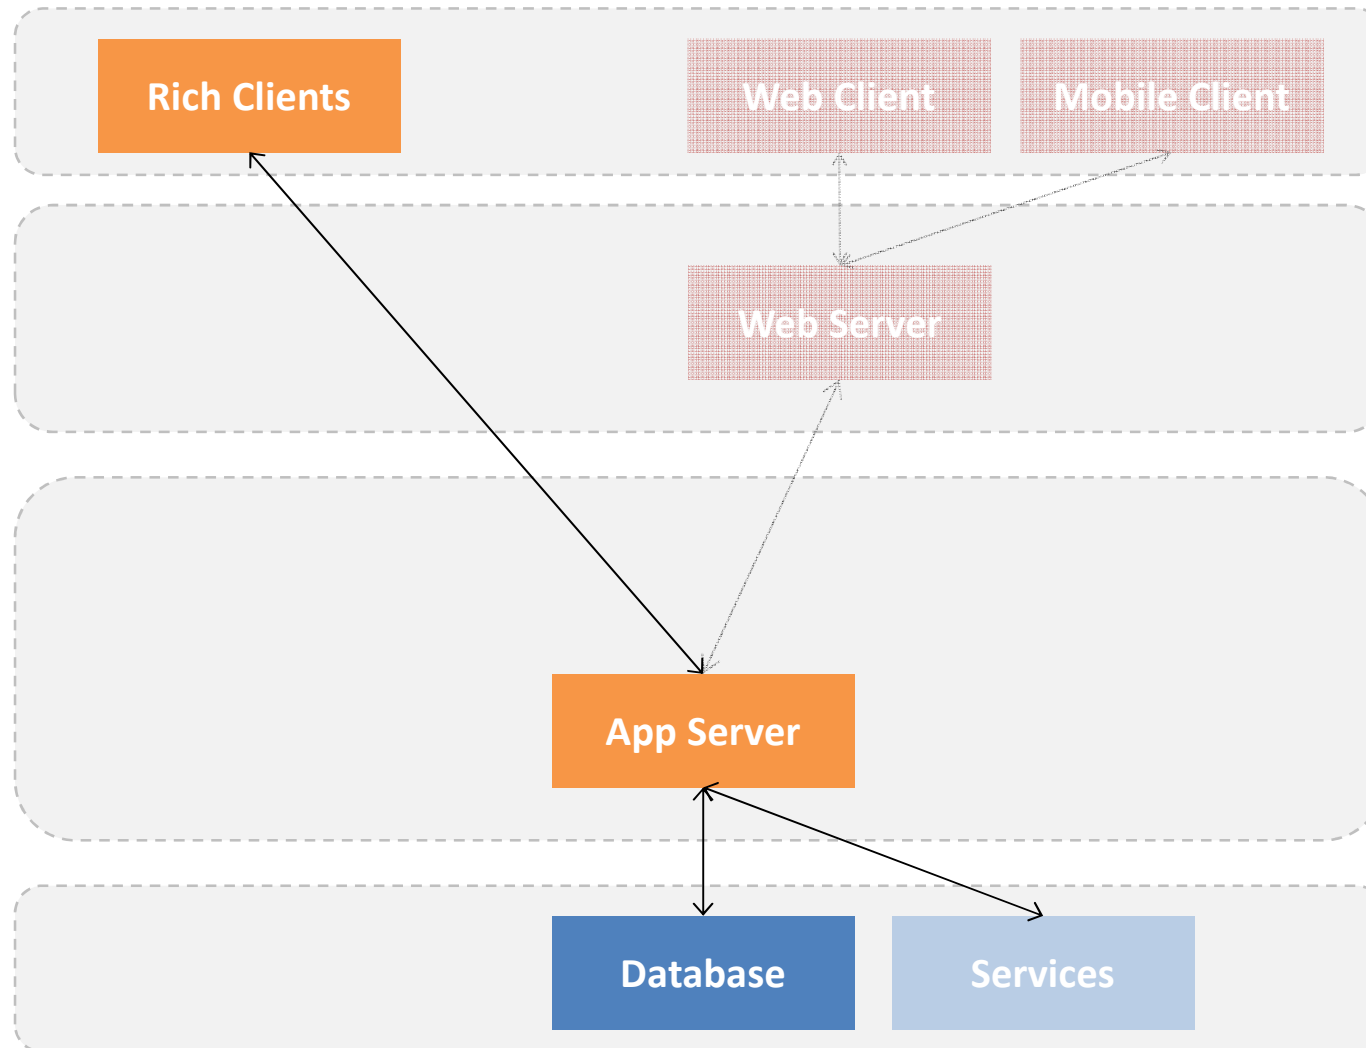 Rich Clients
Web Client
Mobile Client
Web Server
App Server
Database
Services